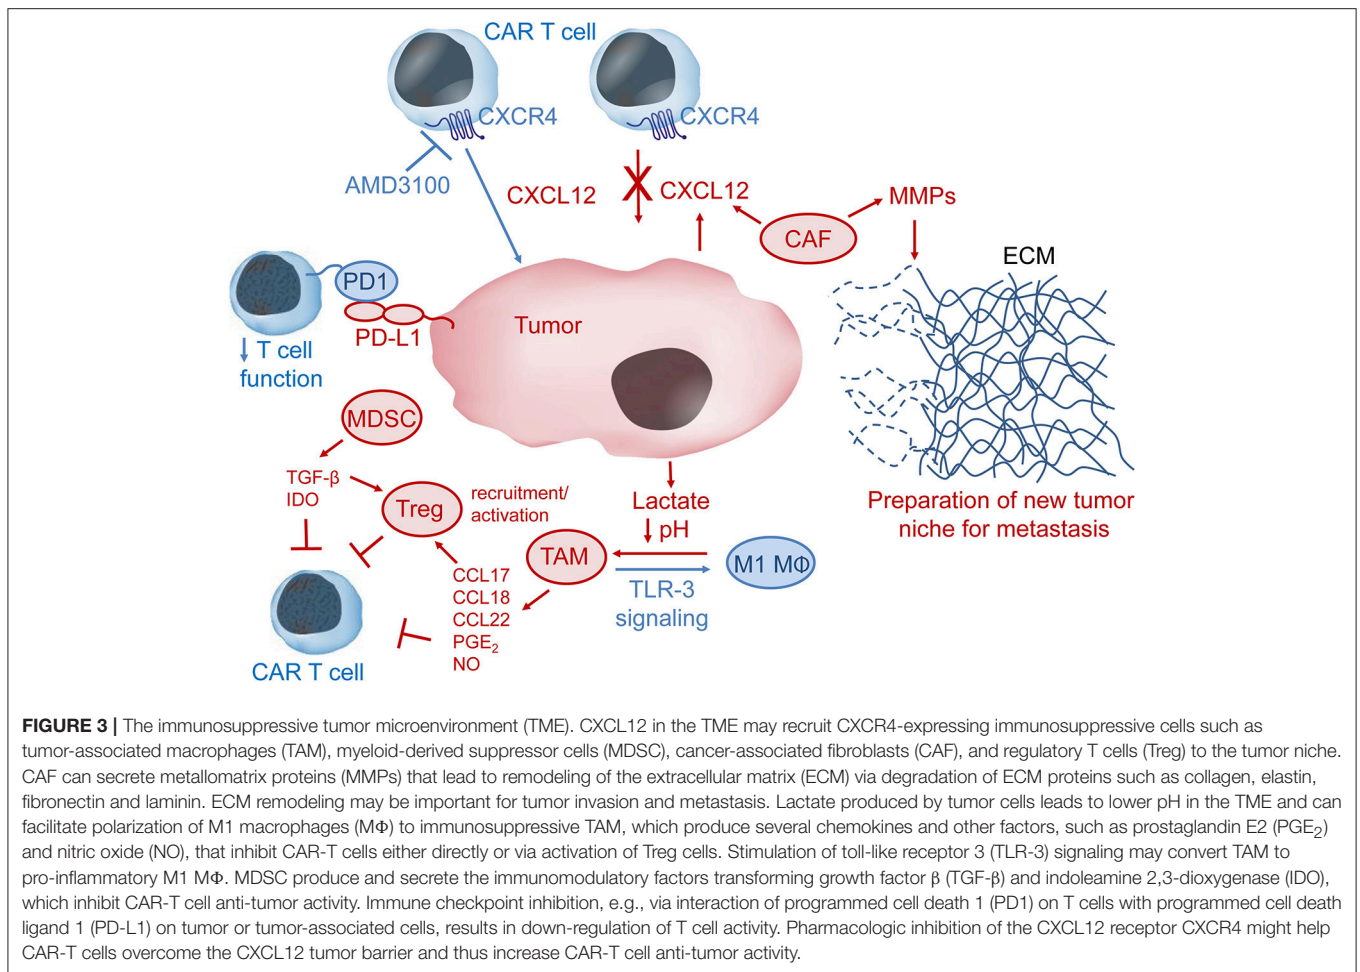 CAR T cell
CXCR4
CXCR4
AMD3100
CXCL12
CXCL12
MMPs
CAF
ECM
PD1
PD-L1
T cell
function
Tumor
MDSC
TGF-β
IDO
Treg
recruitment/
activation
Lactate
pH
TAM
M1 MΦ
TLR-3
signaling
CCL17
CCL18
CCL22
PGE₂
NO
CAR T cell
Preparation of new tumor
niche for metastasis
FIGURE 3 | The immunosuppressive tumor microenvironment (TME). CXCL12 in the TME may recruit CXCR4-expressing immunosuppressive cells such as
tumor-associated macrophages (TAM), myeloid-derived suppressor cells (MDSC), cancer-associated fibroblasts (CAF), and regulatory T cells (Treg) to the tumor niche.
CAF can secrete metallomatrix proteins (MMPs) that lead to remodeling of the extracellular matrix (ECM) via degradation of ECM proteins such as collagen, elastin,
fibronectin and laminin. ECM remodeling may be important for tumor invasion and metastasis. Lactate produced by tumor cells leads to lower pH in the TME and can
facilitate polarization of M1 macrophages (MΦ) to immunosuppressive TAM, which produce several chemokines and other factors, such as prostaglandin E2 (PGE₂)
and nitric oxide (NO), that inhibit CAR-T cells either directly or via activation of Treg cells. Stimulation of toll-like receptor 3 (TLR-3) signaling may convert TAM to
pro-inflammatory M1 MΦ. MDSC produce and secrete the immunomodulatory factors transforming growth factor β (TGF-β) and indoleamine 2,3-dioxygenase (IDO),
which inhibit CAR-T cell anti-tumor activity. Immune checkpoint inhibition, e.g., via interaction of programmed cell death 1 (PD1) on T cells with programmed cell death
ligand 1 (PD-L1) on tumor or tumor-associated cells, results in down-regulation of T cell activity. Pharmacologic inhibition of the CXCL12 receptor CXCR4 might help
CAR-T cells overcome the CXCL12 tumor barrier and thus increase CAR-T cell anti-tumor activity.